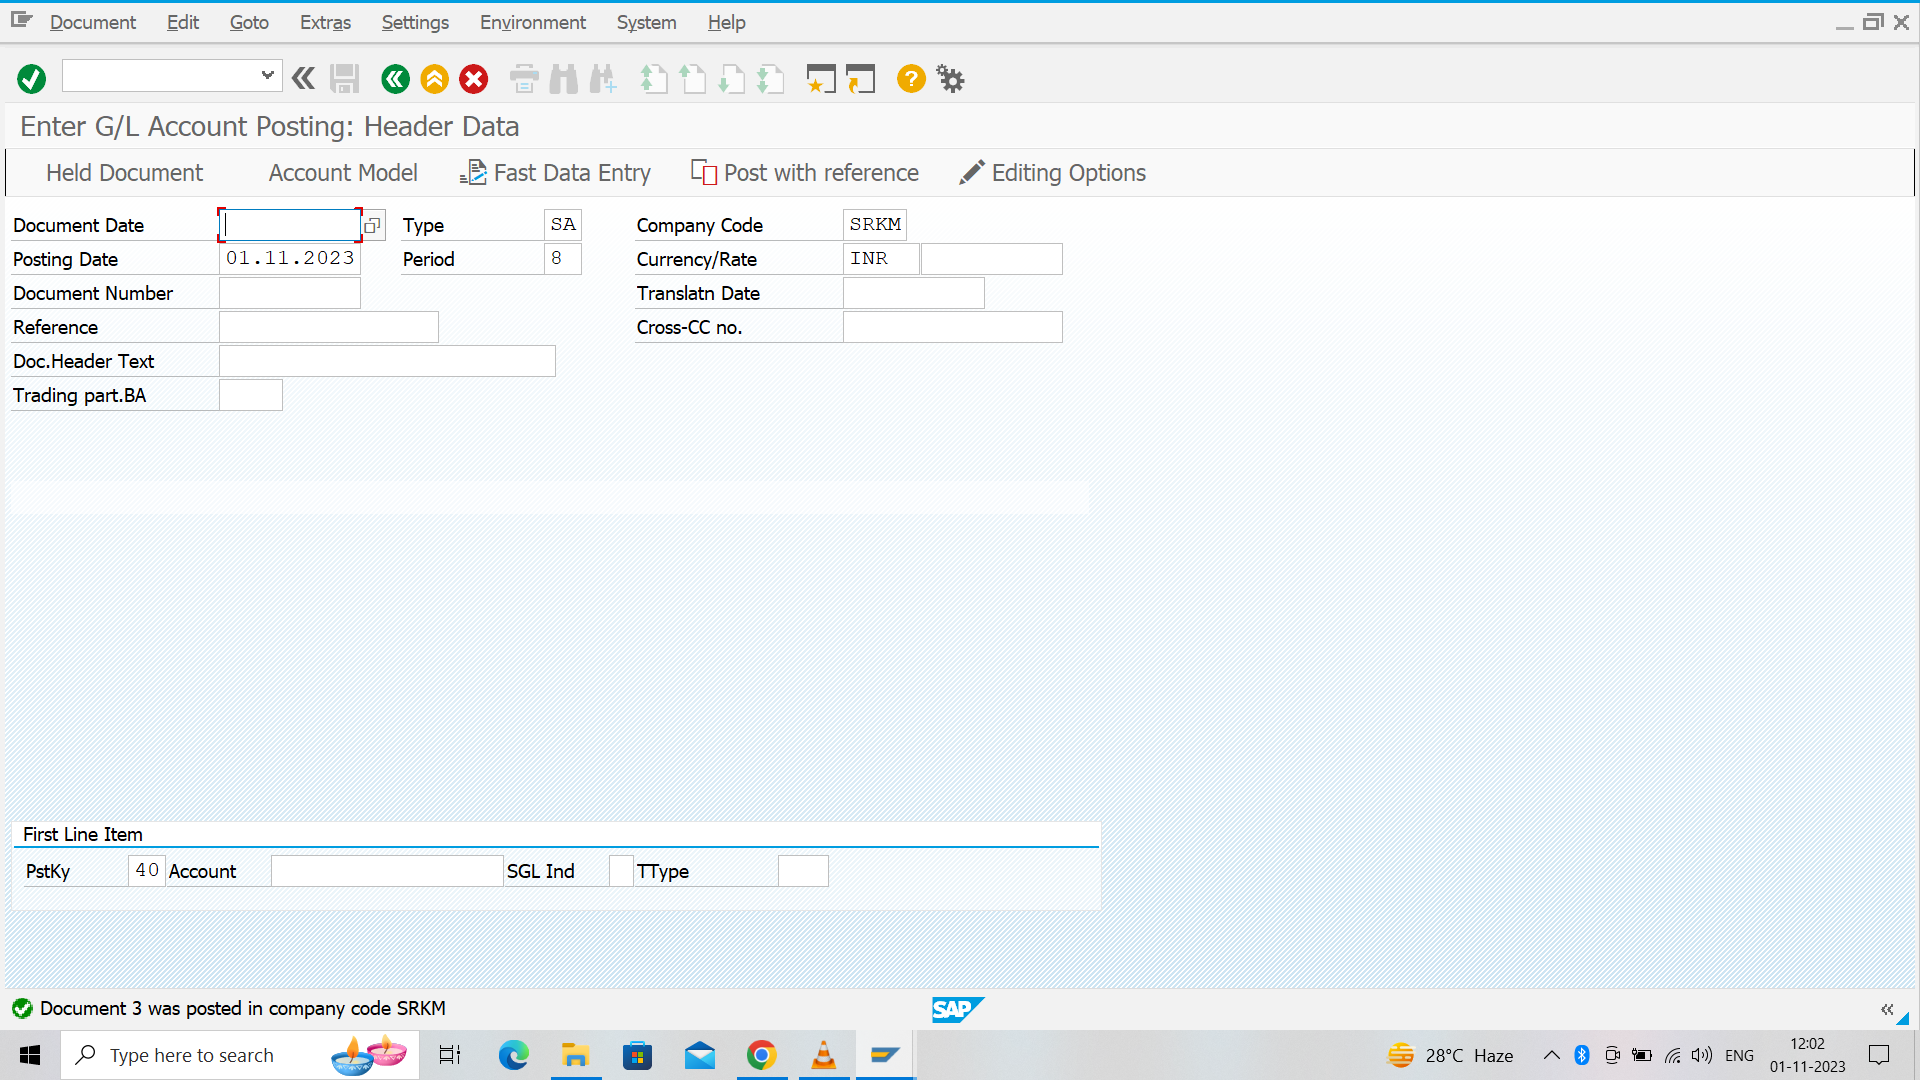 Document Edit Goto Extras Settings Environment System Help
Enter G/L Account Posting: Header Data
Held Document Account Model Fast Data Entry Post with reference Editing Options
Document Date Type SA Company Code SRKM
Posting Date 01.11.2023 Period 8 Currency/Rate INR
Document Number Translatn Date
Reference Cross-CC no.
Doc.Header Text
Trading part.BA
First Line Item
PstKy 40 Account SGL Ind TType
Document 3 was posted in company code SRKM SAP
Type here to search 28°C Haze ENG 12:02
01-11-2023